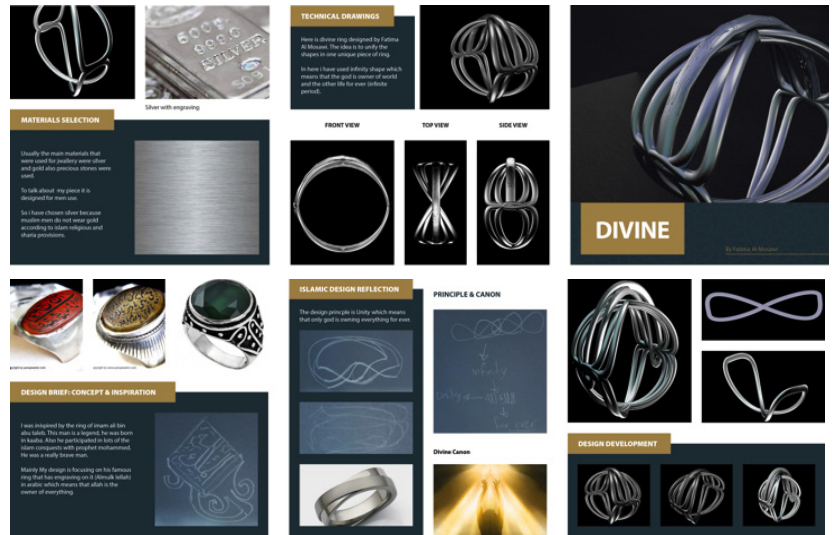 500g
999.0
SILVER
Silver with engraving
MATERIALS SELECTION
Usually the main materials that
were used for jwallery were silver
and gold also precious stones were
used.
To talk about my piece it is
designed for men use.
So i have chosen silver because
muslim men do not wear gold
according to islam religious and
sharia provisions.
TECHNICAL DRAWINGS
Here is divine ring designed by Fatima
Al Mosawi. The idea is to unify the
shapes in one unique piece of ring.
In here i have used infinity shape which
means that the god is owner of world
and the other life for ever (infinite
period).
FRONT VIEW
TOP VIEW
SIDE VIEW
DIVINE
By Fatima Al Mosawi
DESIGN BRIEF: CONCEPT & INSPIRATION
I was inispired by the ring of imam ali bin
abu taleb. This man is a legend, he was born
in kaaba. Also he participated in lots of the
islam conquests with prophet mohammed.
He was a really brave man.
Mainly My design is focusing on his famous
ring that has engraving on it (Almulk lellah)
in arabic which means that allah is the
owner of everything.
ISLAMIC DESIGN REFLECTION
The design princple is Unity which means
that only god is owning everything for ever.
PRINCIPLE & CANON
Divine Canon
DESIGN DEVELOPMENT